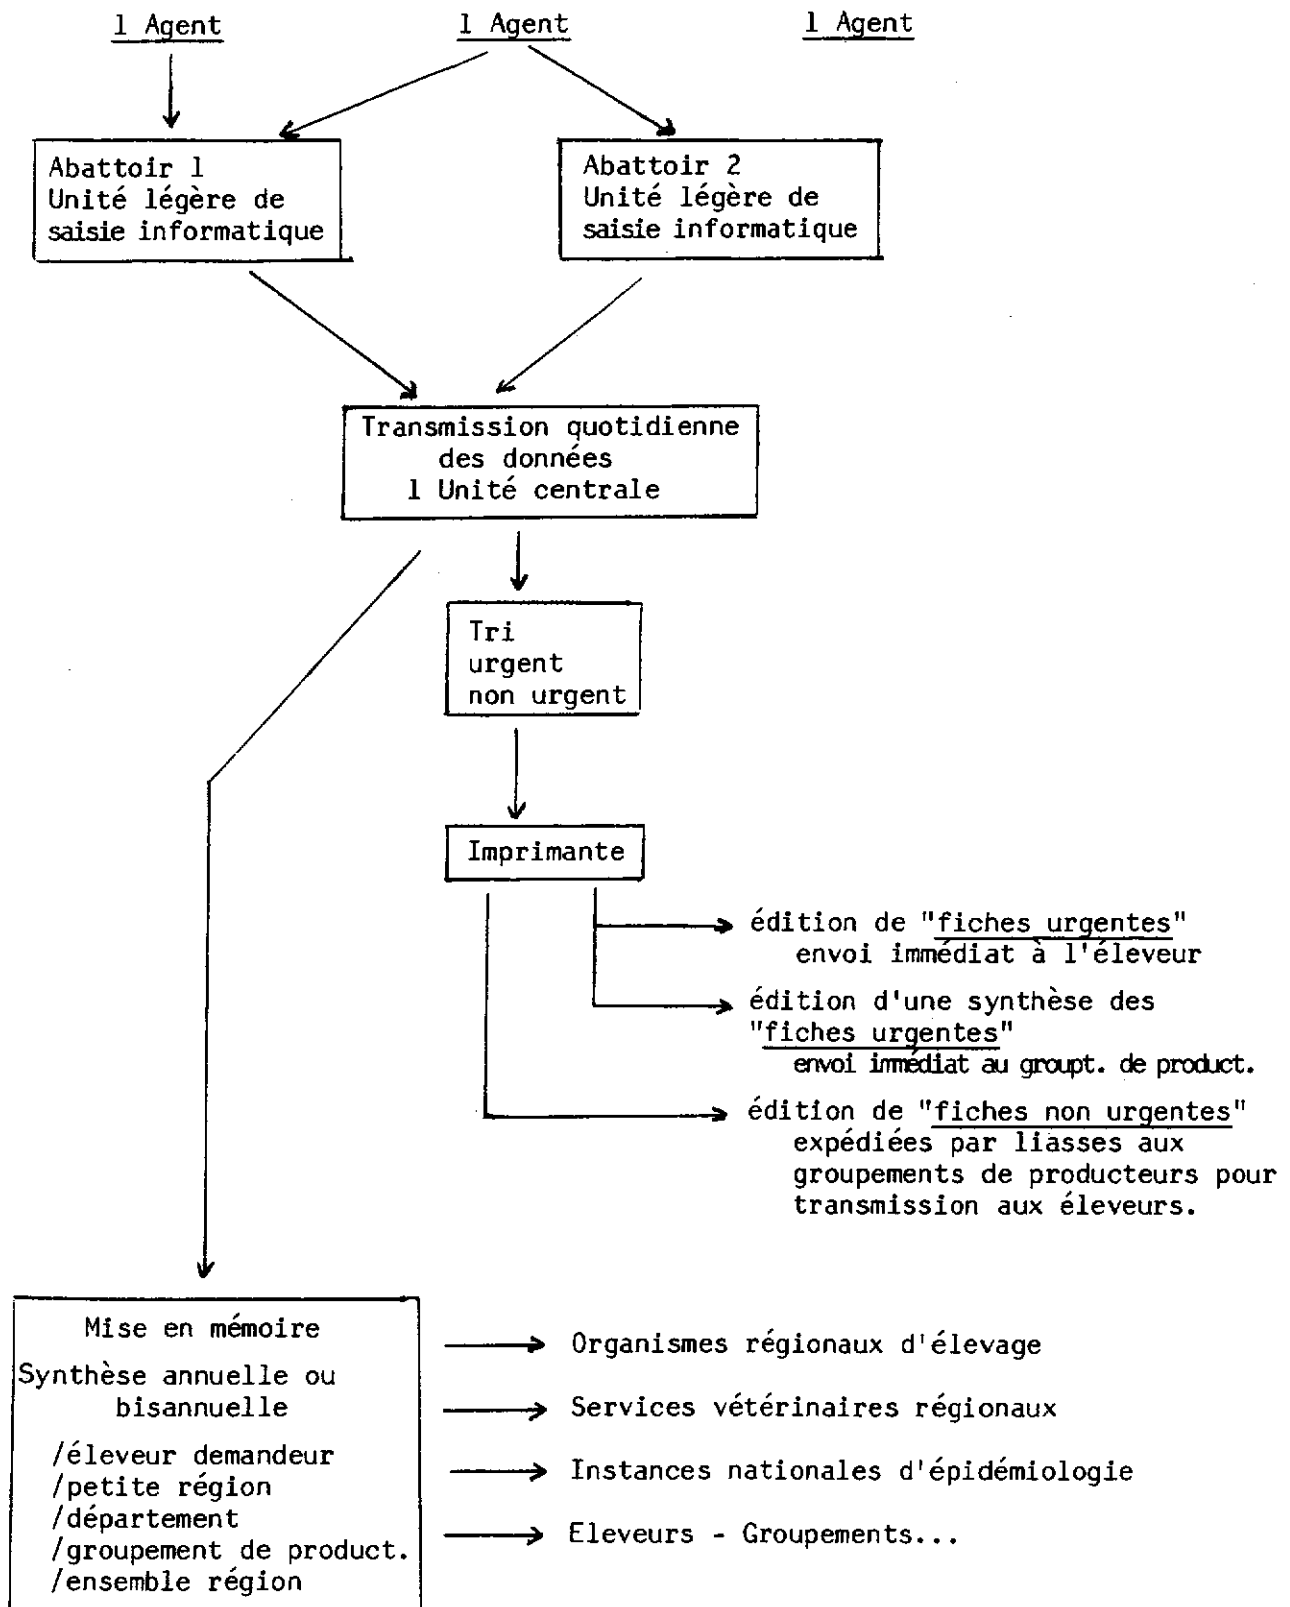 1 Agent
1 Agent
1 Agent
Abattoir 1
Unité légère de
saisie informatique
Abattoir 2
Unité légère de
saisie informatique
Transmission quotidienne
des données
1 Unité centrale
Tri
urgent
non urgent
Imprimante
édition de "fiches urgentes"
envoi immédiat à l'éleveur
édition d'une synthèse des
"fiches urgentes"
envoi immédiat au groupt. de product.
édition de "fiches non urgentes"
expédiées par liasses aux
groupements de producteurs pour
transmission aux éleveurs.
Mise en mémoire
Synthèse annuelle ou
bisannuelle
/éleveur demandeur
/petite région
/département
/groupement de product.
/ensemble région
Organismes régionaux d'élevage
Services vétérinaires régionaux
Instances nationales d'épidémiologie
Eleveurs - Groupements...